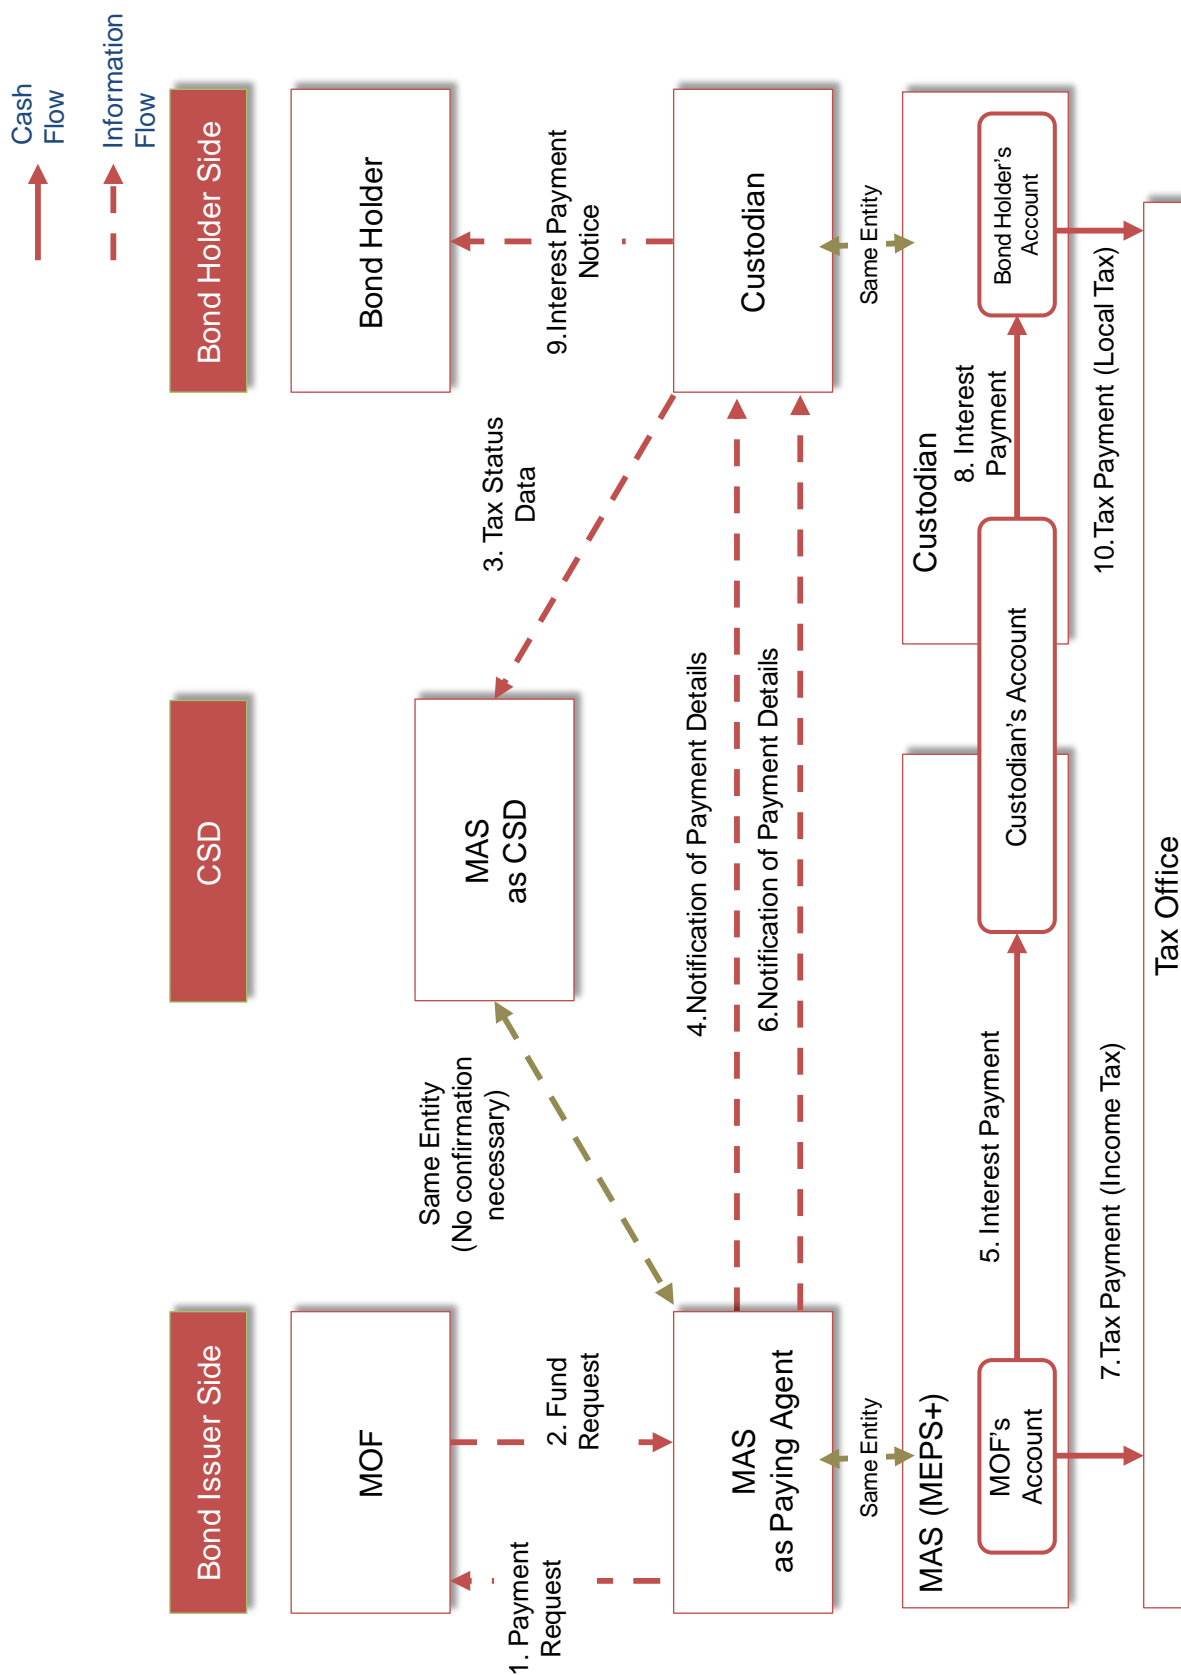 Cash
Flow
Information
Flow
Bond Issuer Side
CSD
Bond Holder Side
MOF
Bond Holder
1. Payment
Request
2. Fund
Request
Same Entity
(No confirmation
necessary)
MAS
as CSD
3. Tax Status
Data
9.Interest Payment
Notice
MAS
as Paying Agent
4.Notification of Payment Details
6.Notification of Payment Details
Custodian
Same Entity
Same Entity
MAS (MEPS+)
Custodian
MOF's
Account
5. Interest Payment
Custodian's Account
8. Interest
Payment
Bond Holder's
Account
7.Tax Payment (Income Tax)
10.Tax Payment (Local Tax)
Tax Office